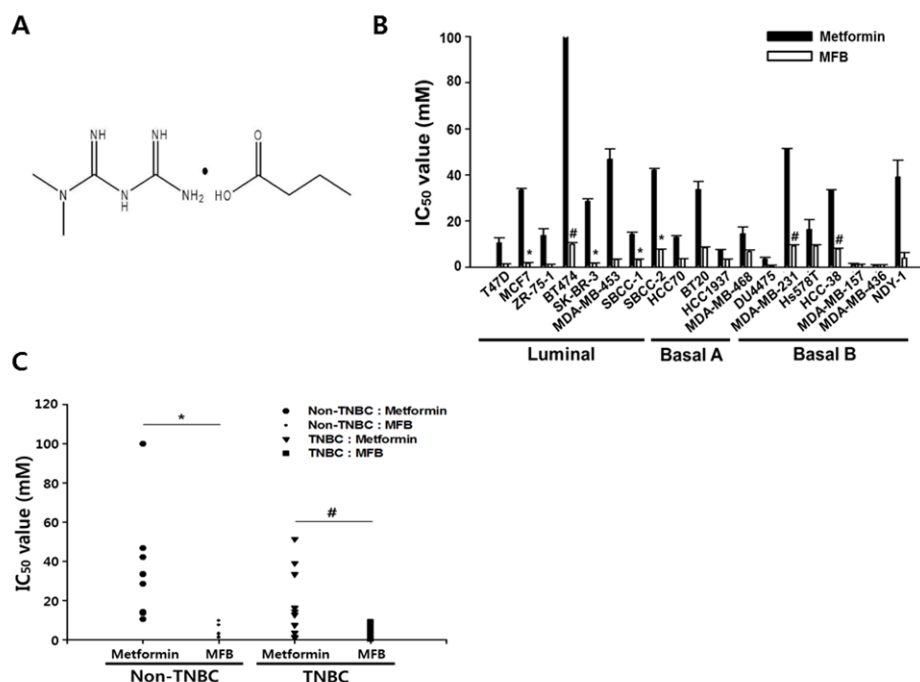 A
NH
NH
N
N
H
NH2
HO
O
B
IC50 value (mM)
100
80
60
40
20
0
Metformin
MFB
*
#
*
*
*
#
#
T47D
MCF7
ZR-75-1
BT474
SK-BR-3
MDA-MB-453
SBCC-1
SBCC-2
HCC70
BT20
HCC1937
MDA-MB-468
DU4475
MDA-MB-231
Hs578T
HCC-38
MDA-MB-157
MDA-MB-436
NDY-1
Luminal
Basal A
Basal B
C
IC50 value (mM)
120
100
80
60
40
20
0
Non-TNBC : Metformin
Non-TNBC : MFB
TNBC : Metformin
TNBC : MFB
*
#
Metformin
MFB
Metformin
MFB
Non-TNBC
TNBC